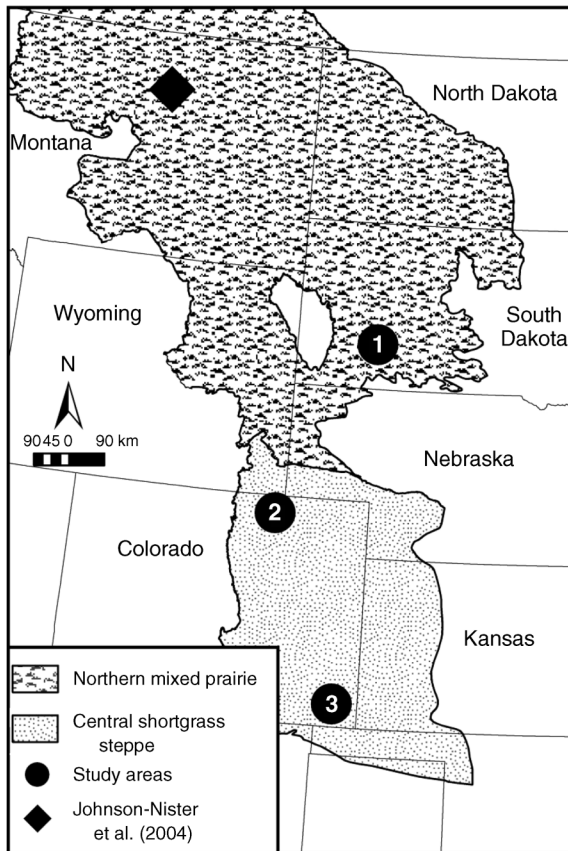 North Dakota
Montana
Wyoming
South
Dakota
1
N
90 45 0 90 km
Nebraska
2
Colorado
Kansas
3
Northern mixed prairie
Central shortgrass
steppe
Study areas
Johnson-Nister
et al. (2004)